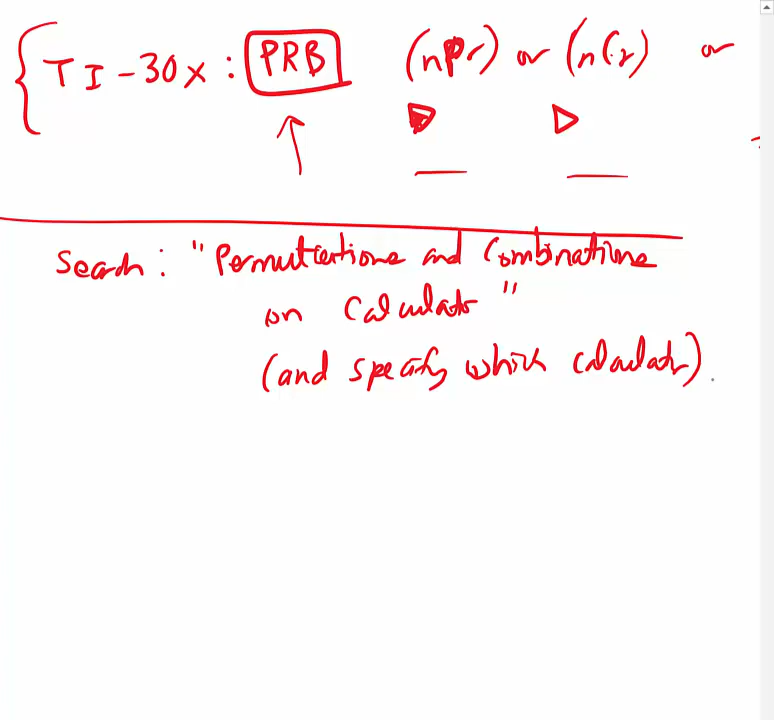 TI-30x: PRB (nPr) or (nCr) or
Search: "Permutations and Combinations
on Calculator"
(and specify which calculator).